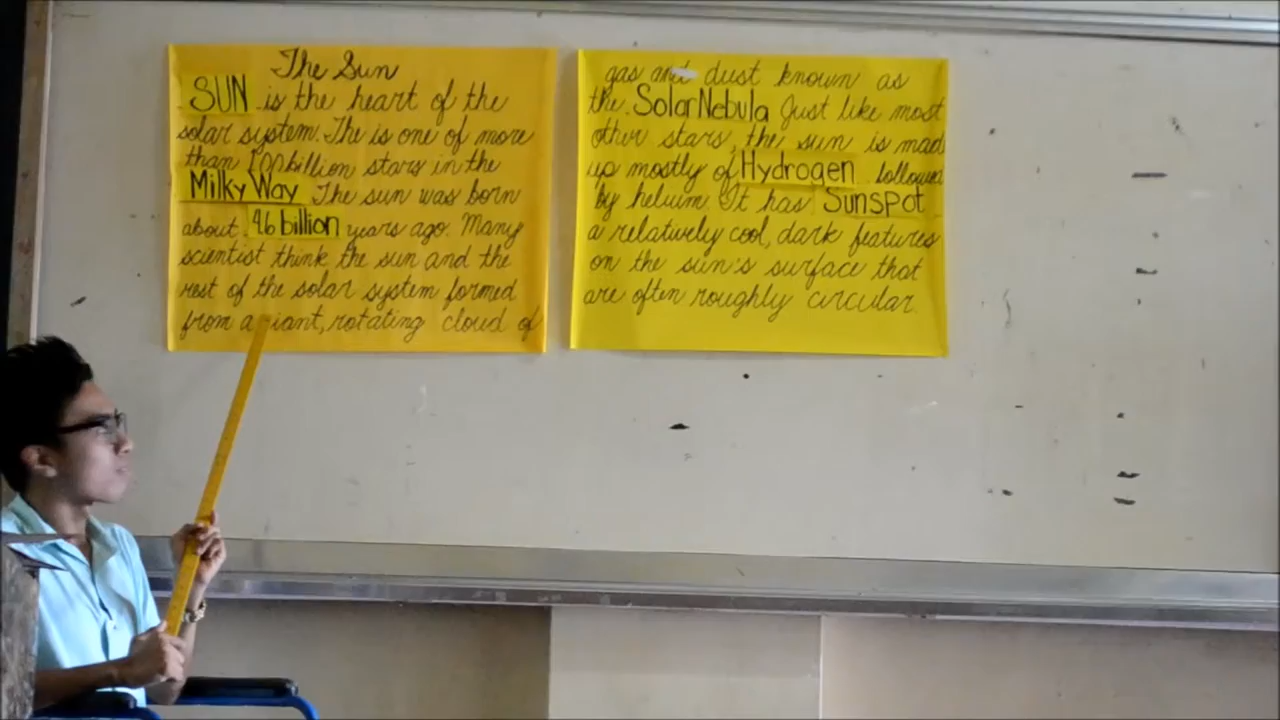 The Sun
SUN is the heart of the
solar system. The is one of more
than 100 billion stars in the
Milky Way The sun was born
about 4.6 billion years ago. Many
scientist think the sun and the
rest of the solar system formed
from a giant, rotating cloud of
gas and dust known as
the SolarNebula Just like most
other stars, the sun is mad
up mostly of Hydrogen followed
by helium. It has Sunspot
a relatively cool, dark features
on the sun's surface that
are often roughly circular.